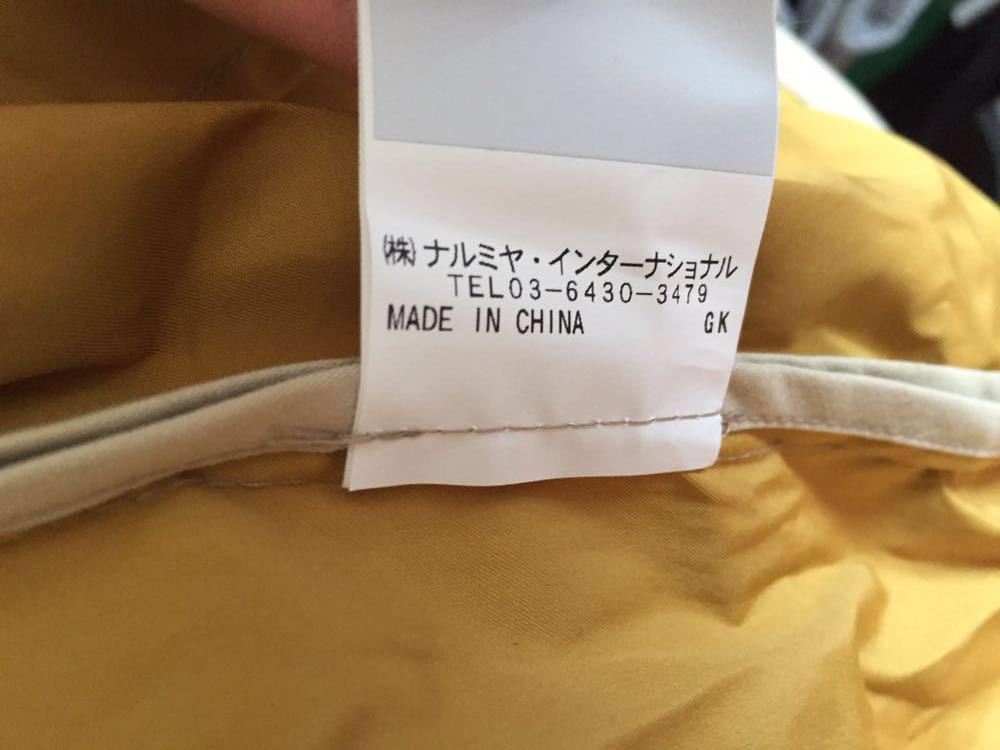 ㈱ナルミヤ・インターナショナル
TEL03-6430-3479
MADE IN CHINA GK